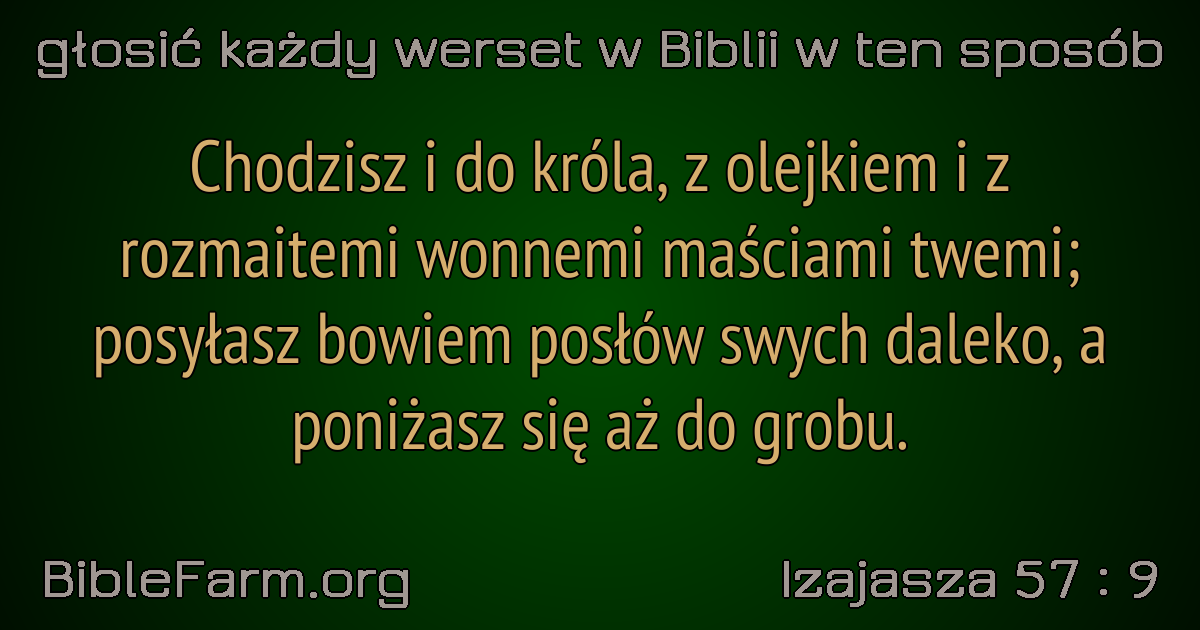 głosić każdy werset w Biblii w ten sposób
Chodzisz i do króla, z olejkiem i z
rozmaitemi wonnemi maściami twemi;
posyłasz bowiem posłów swych daleko, a
poniżasz się aż do grobu.
BibleFarm.org
Izajasza 57 : 9